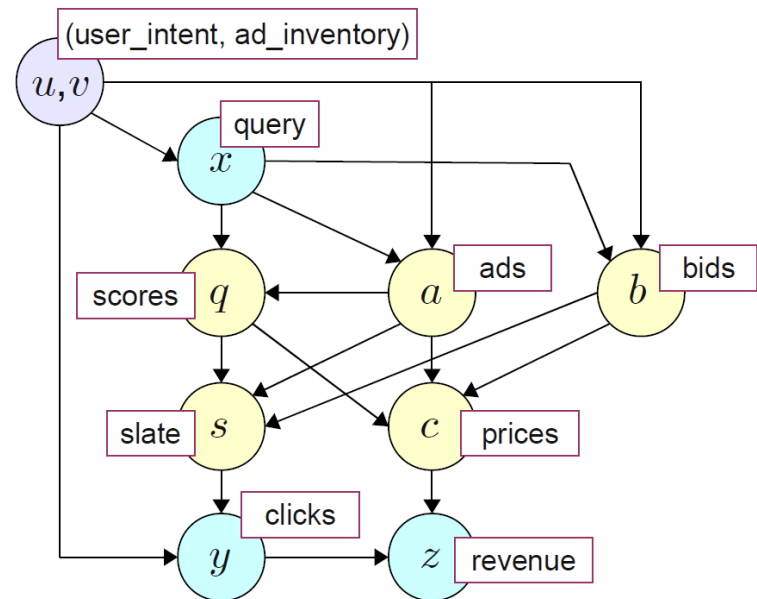 (user_intent, ad_inventory)
u,v
query
x
scores
q
a
ads
b
bids
slate
s
c
prices
clicks
y
z
revenue